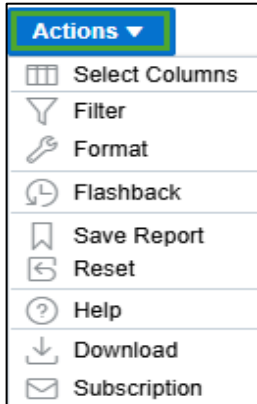 Actions ▼
Select Columns
Filter
Format
Flashback
Save Report
Reset
Help
Download
Subscription